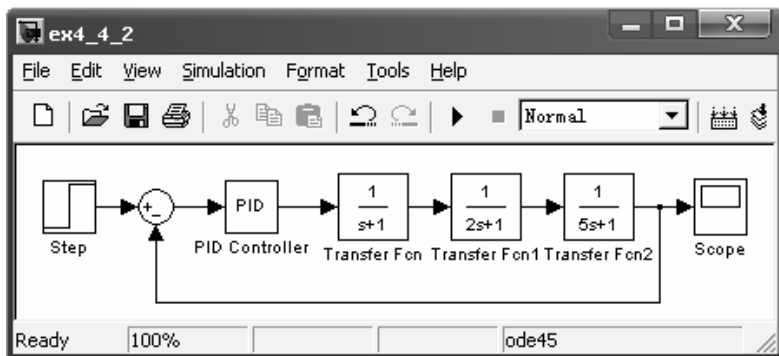 ex4_4_2
File Edit View Simulation Format Tools Help
Normal
+
-
PID
1
s+1
1
2s+1
1
5s+1
Step
PID Controller
Transfer Fcn
Transfer Fcn1
Transfer Fcn2
Scope
Ready
100%
ode45